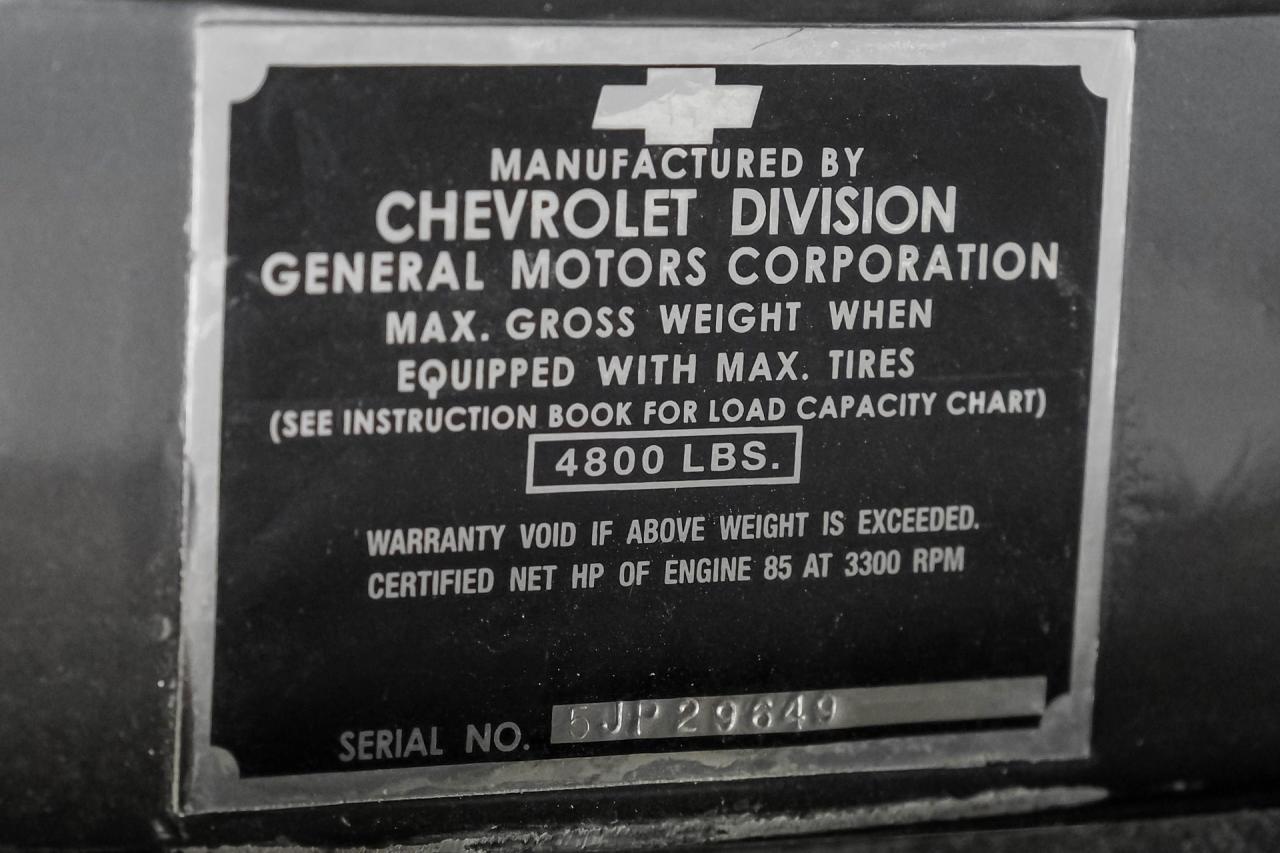 MANUFACTURED BY
CHEVROLET DIVISION
GENERAL MOTORS CORPORATION
MAX. GROSS WEIGHT WHEN
EQUIPPED WITH MAX. TIRES
(SEE INSTRUCTION BOOK FOR LOAD CAPACITY CHART)
4800 LBS.
WARRANTY VOID IF ABOVE WEIGHT IS EXCEEDED.
CERTIFIED NET HP OF ENGINE 85 AT 3300 RPM
SERIAL NO. 5JP29649